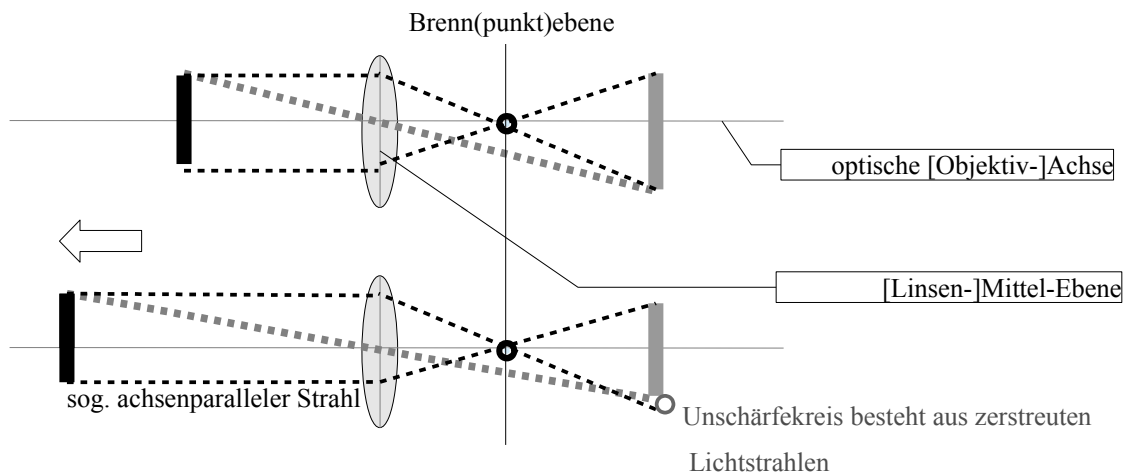 Brenn(punkt)ebene
optische [Objektiv-]Achse
[Linsen-]Mittel-Ebene
sog. achsenparalleler Strahl
Unschärfekreis besteht aus zerstreuten
Lichtstrahlen